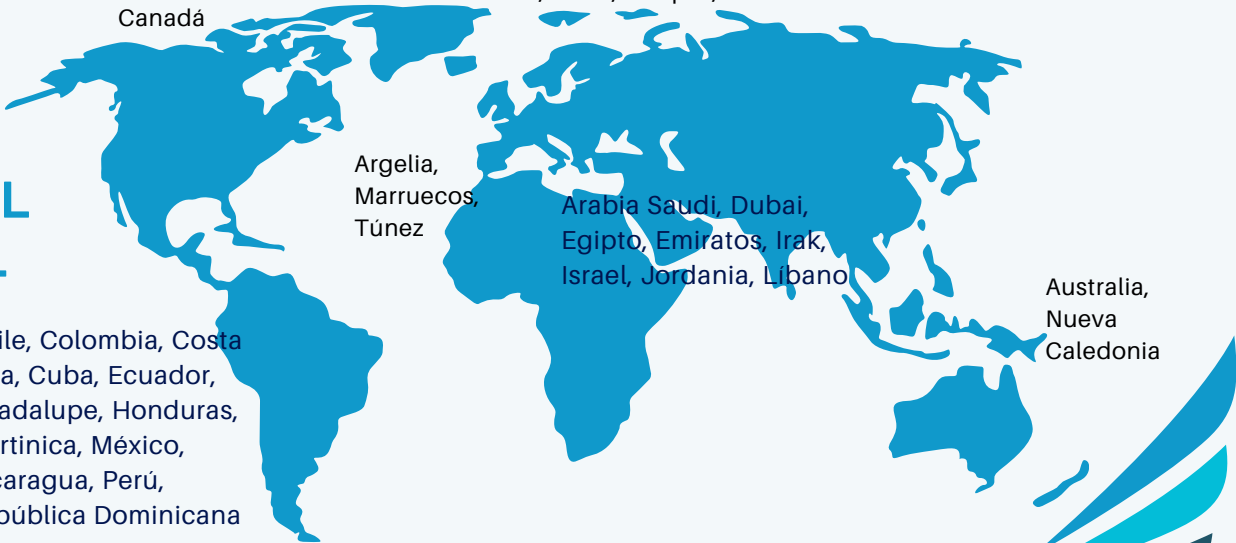 Canadá
L
Argelia,
Marruecos,
Túnez
Arabia Saudi, Dubai,
Egipto, Emiratos, Irak,
Israel, Jordania, Líbano
Australia,
Nueva
Caledonia
ile, Colombia, Costa
a, Cuba, Ecuador,
adalupe, Honduras,
rtinica, México,
caragua, Perú,
pública Dominicana